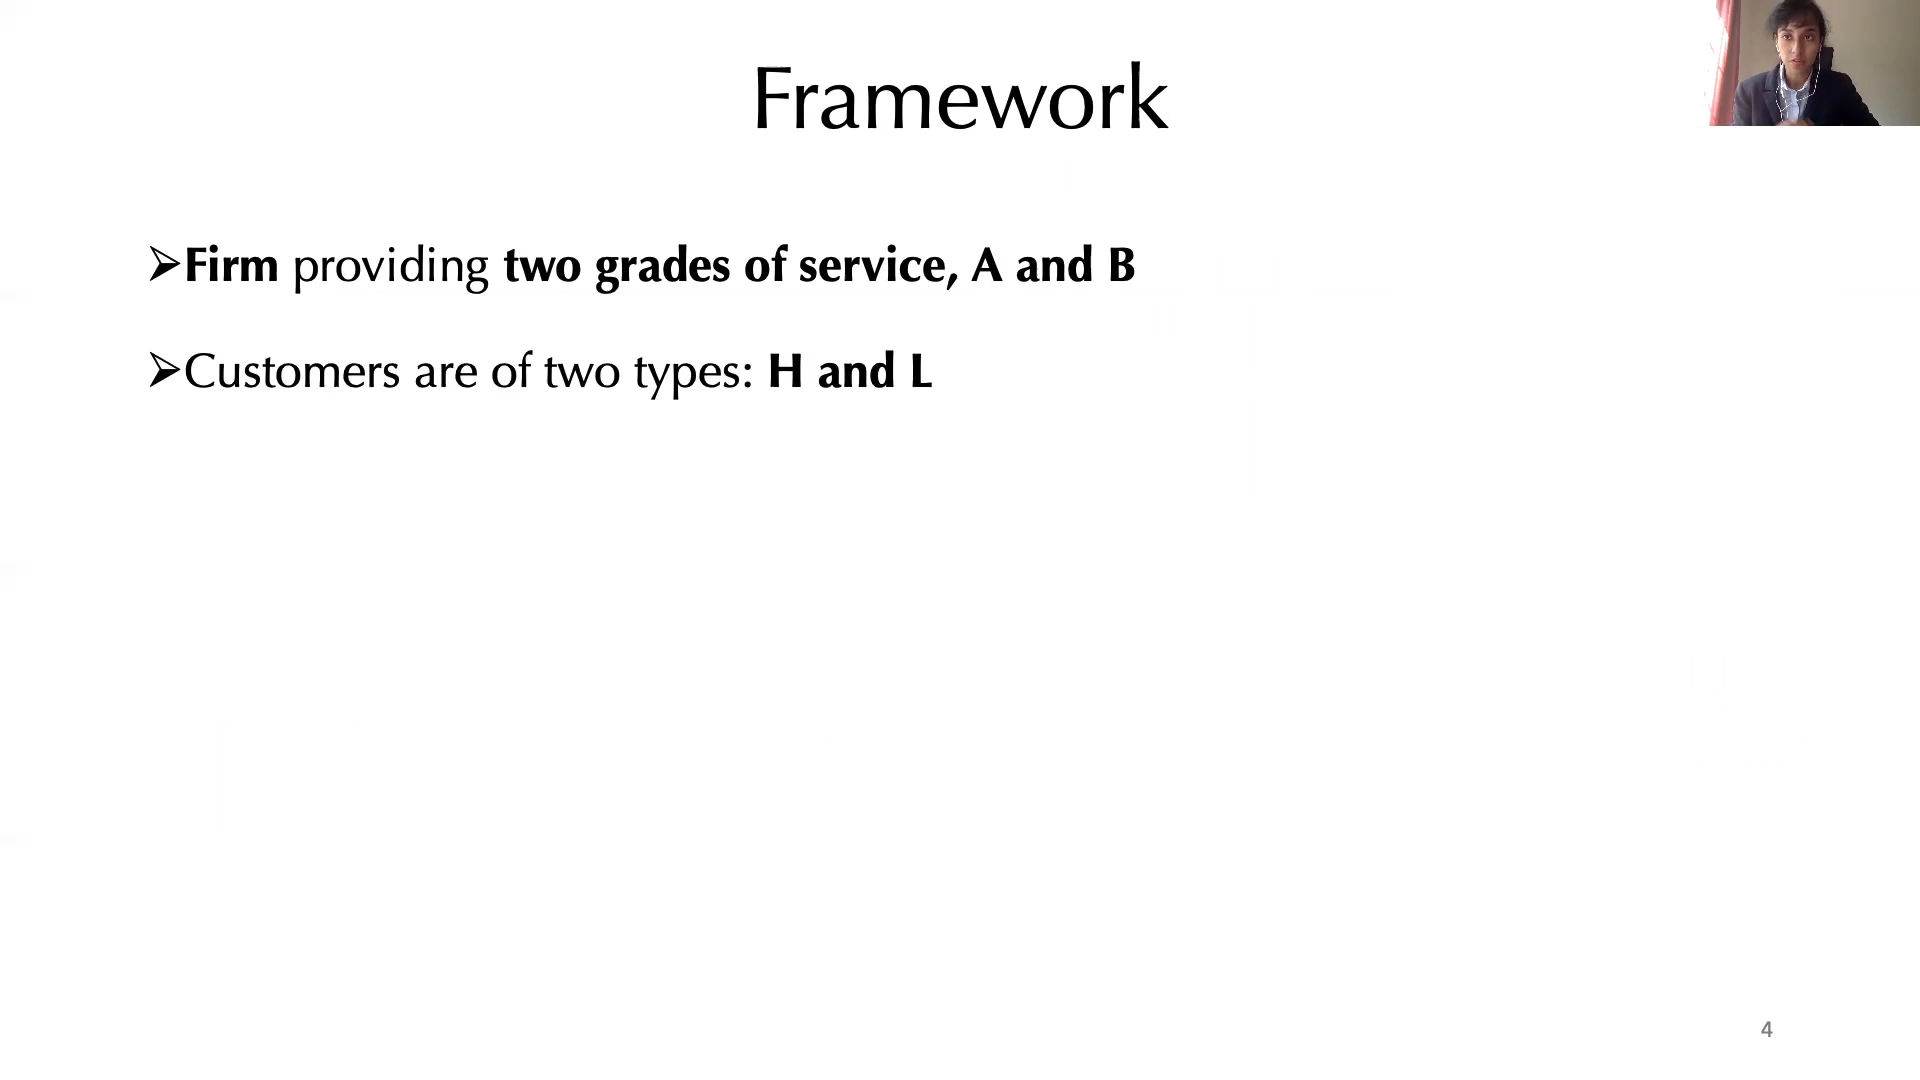 Framework
➢Firm providing two grades of service, A and B
➢Customers are of two types: H and L
4